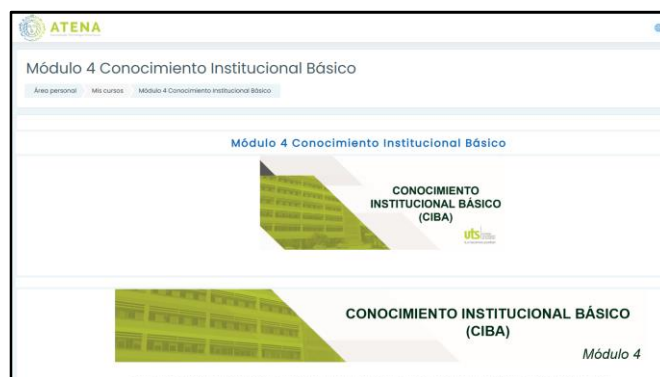 ATENA
Módulo 4 Conocimiento Institucional Básico
Área personal Mis cursos Módulo 4 Conocimiento Institucional Básico
Módulo 4 Conocimiento Institucional Básico
CONOCIMIENTO
INSTITUCIONAL BÁSICO
(CIBA)
uts
CONOCIMIENTO INSTITUCIONAL BÁSICO
(CIBA)
Módulo 4